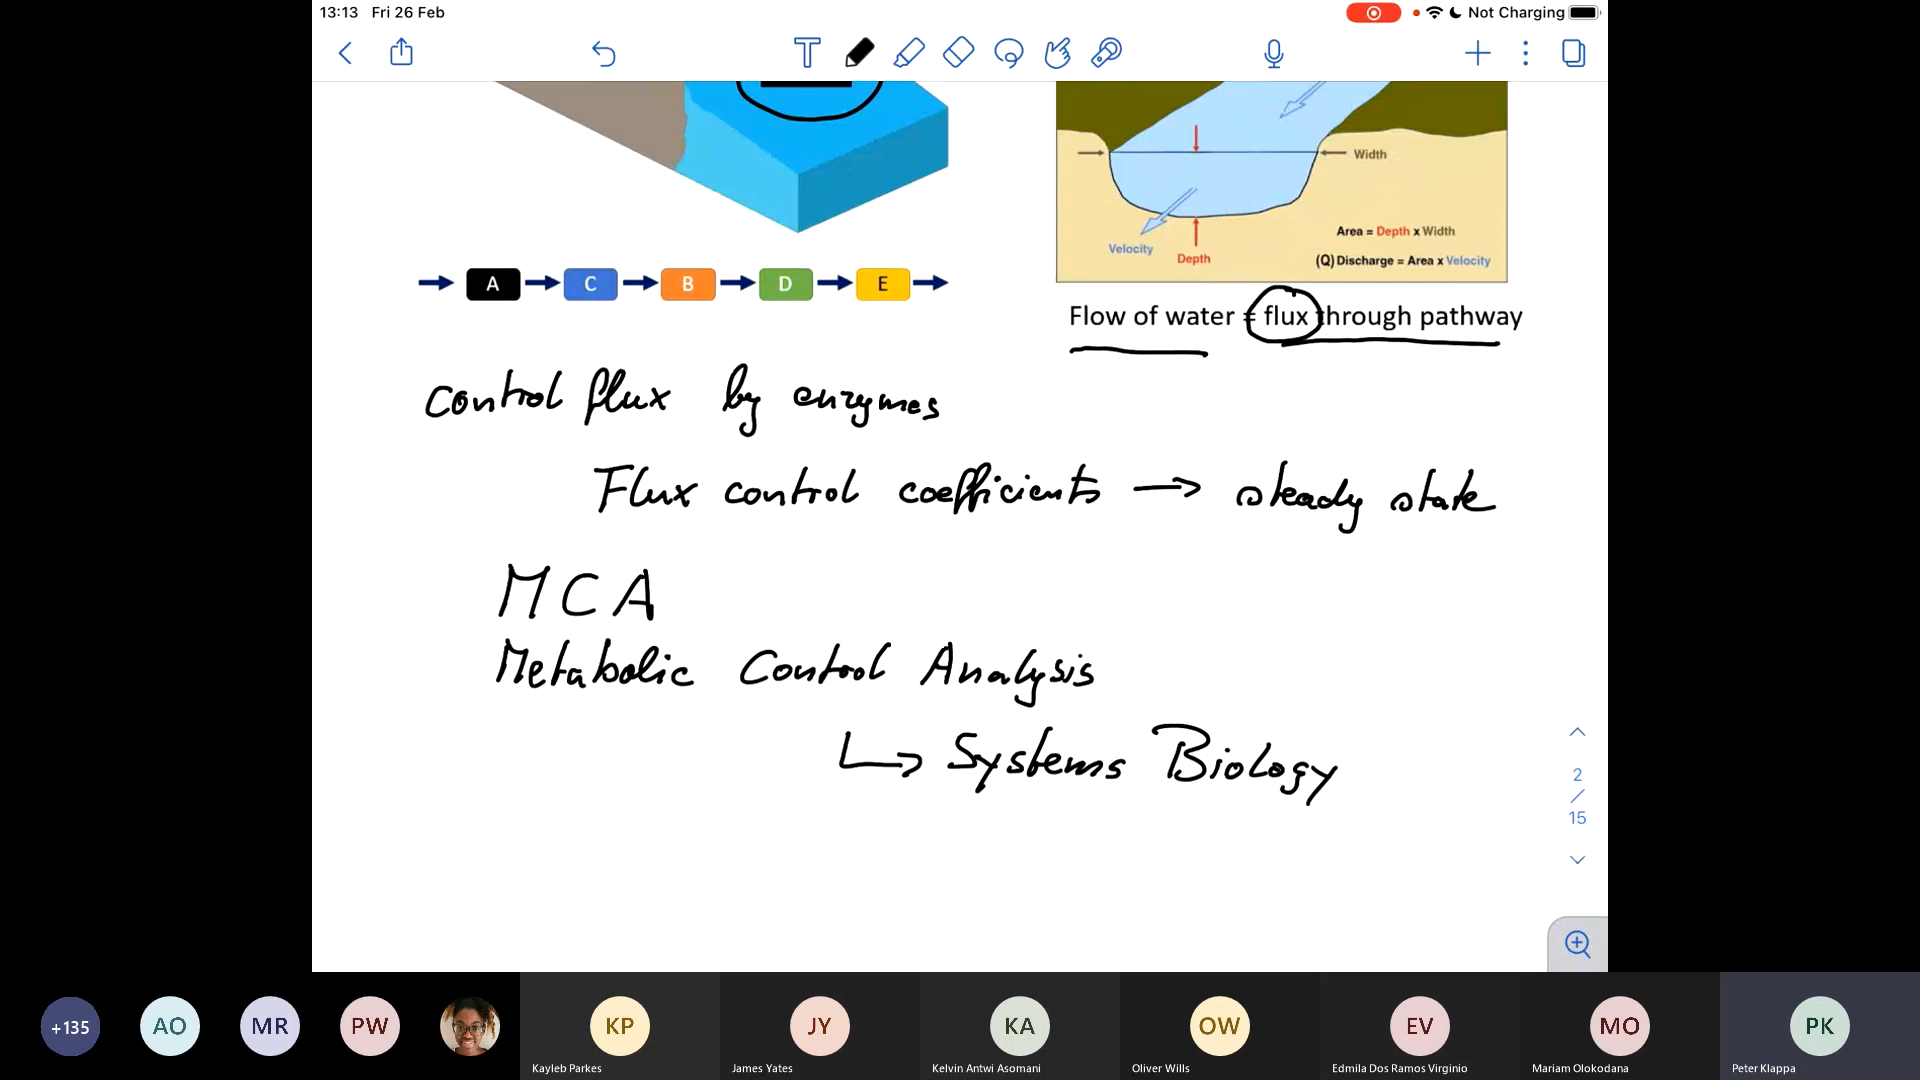 13:13 Fri 26 Feb
Not Charging
Width
Area = Depth x Width
Velocity
Depth
(Q) Discharge = Area x Velocity
A C B D E
Flow of water = flux through pathway
control flux by enzymes
Flux control coefficients → steady state
MCA
Metabolic Control Analysis
↳ Systems Biology
2
/
15
+135 AO MR PW KP JY KA OW EV MO PK
Kayleb Parkes James Yates Kelvin Antwi Asomani Oliver Wills Edmila Dos Ramos Virginio Mariam Olokodana Peter Klappa